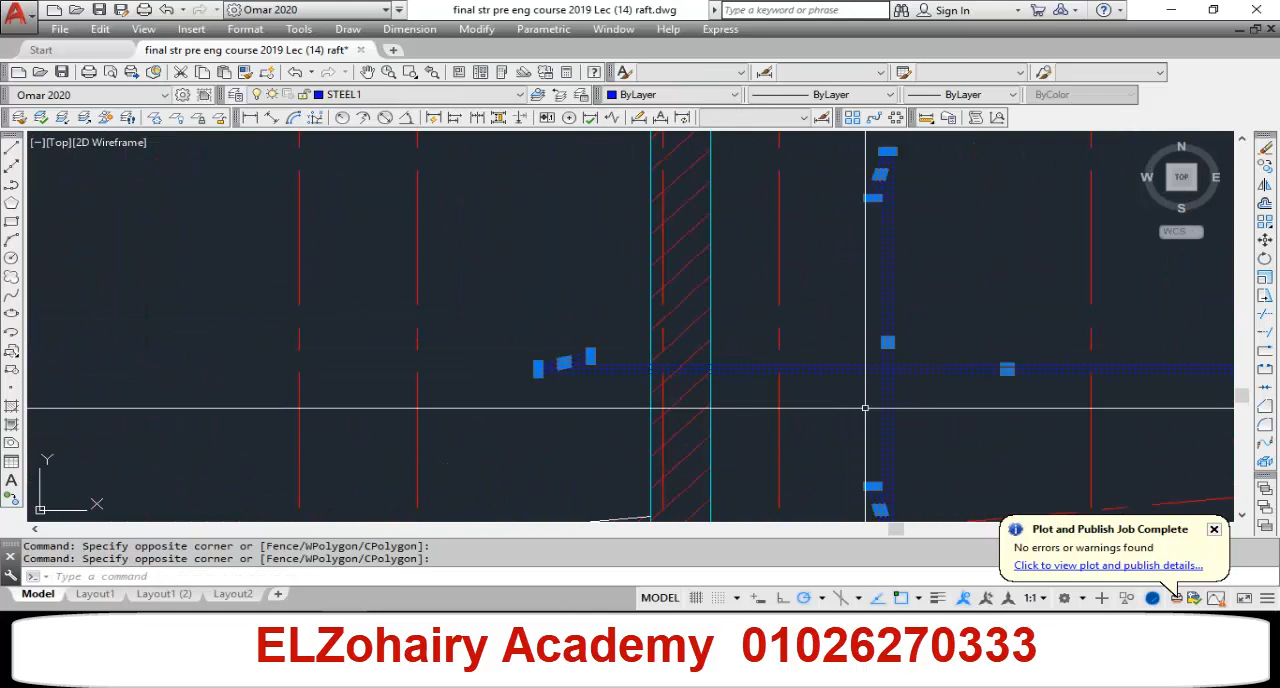 Omar 2020
final str pre eng course 2019 Lec (14) raft.dwg
Type a keyword or phrase
Sign In
File Edit View Insert Format Tools Draw Dimension Modify Parametric Window Help Express
Start
final str pre eng course 2019 Lec (14) raft*
Omar 2020
STEEL1
ByLayer
ByLayer
ByLayer
ByColor
[−][Top][2D Wireframe]
N
W TOP E
S
WCS
Y
X
Plot and Publish Job Complete
No errors or warnings found
Click to view plot and publish details...
Command: Specify opposite corner or [Fence/WPolygon/CPolygon]:
Command: Specify opposite corner or [Fence/WPolygon/CPolygon]:
Type a command
Model Layout1 Layout1 (2) Layout2
MODEL
1:1
ELZohairy Academy 01026270333